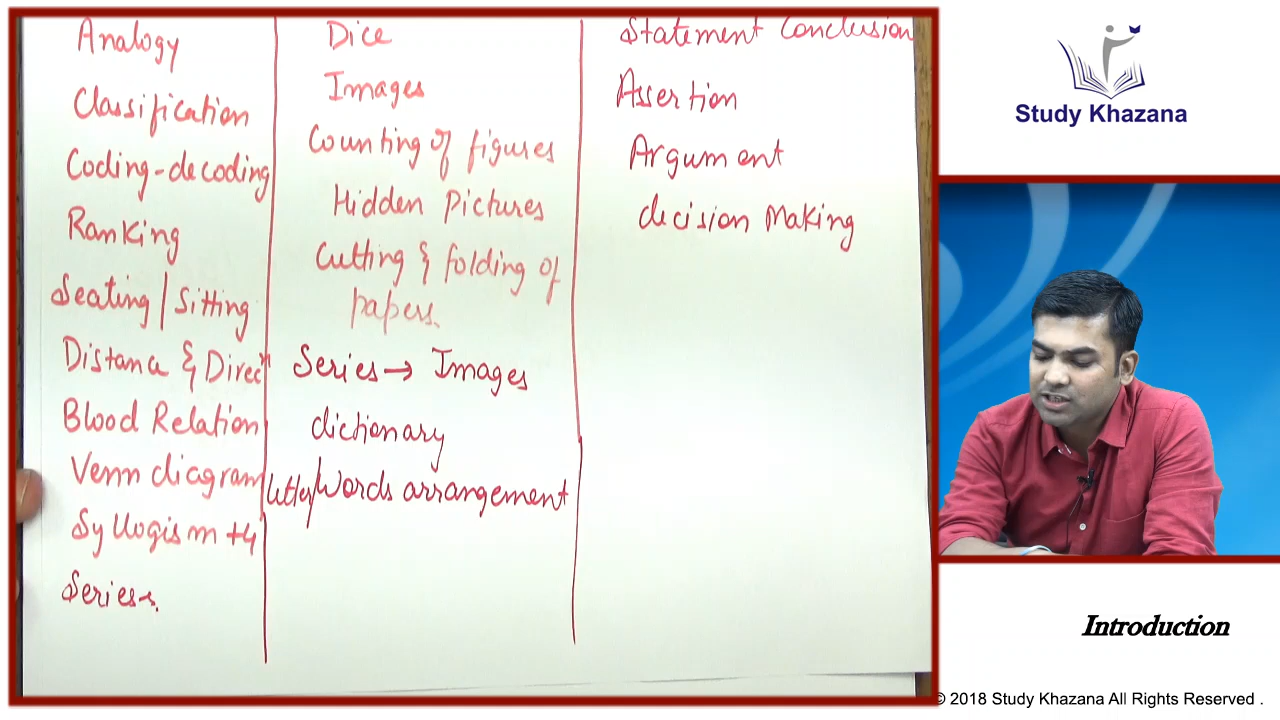 Analogy
Classification
Coding-decoding
Ranking
Seating/Sitting
Distance & Direcⁿ
Blood Relation
Venn diagram
Syllogism +4
Series→
Dice
Images
Counting of figures
Hidden Pictures
Cutting & folding of
papers.
Series → Images
dictionary
letter/Words arrangement
Statement Conclusion
Assertion
Argument
decision Making
Study Khazana
Introduction
© 2018 Study Khazana All Rights Reserved .